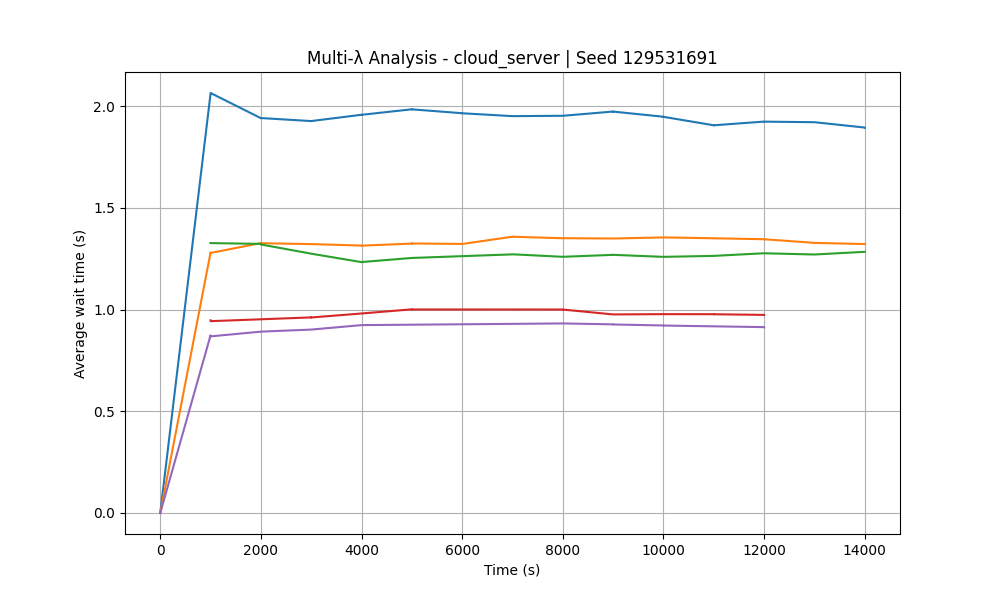 Multi-λ Analysis - cloud_server | Seed 129531691
Average wait time (s)
2.0
1.5
1.0
0.5
0.0
0 2000 4000 6000 8000 10000 12000 14000
Time (s)